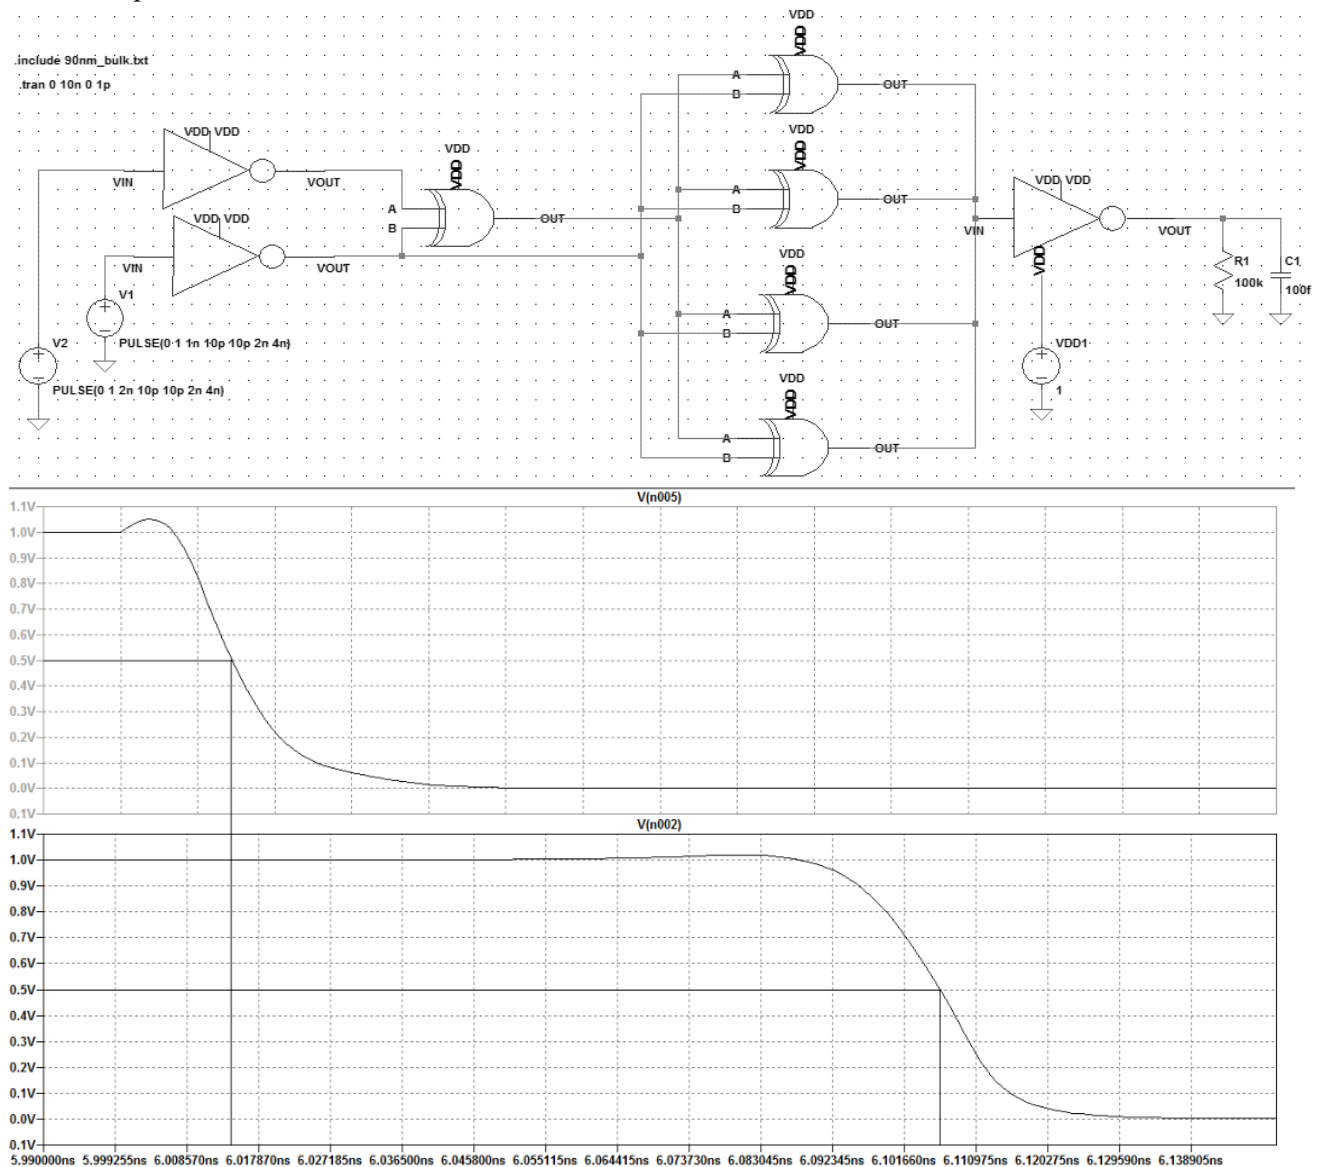 VDD
VDD
.include 90nm_bulk.txt
.tran 0 10n 0 1p
A
B
OUT
VDD VDD
VIN
VOUT
VDD
VDD
A
B
OUT
VDD
VDD
A
B
OUT
VDD VDD
VIN
VOUT
VDD VDD
VIN
VOUT
VDD
R1
100k
C1
100f
V1
PULSE(0 1 1n 10p 10p 2n 4n)
V2
PULSE(0 1 2n 10p 10p 2n 4n)
VDD
VDD
A
B
OUT
VDD1
1
VDD
VDD
A
B
OUT
V(n005)
1.1V
1.0V
0.9V
0.8V
0.7V
0.6V
0.5V
0.4V
0.3V
0.2V
0.1V
0.0V
0.1V
V(n002)
1.1V
1.0V
0.9V
0.8V
0.7V
0.6V
0.5V
0.4V
0.3V
0.2V
0.1V
0.0V
0.1V
5.990000ns 5.999255ns 6.008570ns 6.017870ns 6.027185ns 6.036500ns 6.045800ns 6.055115ns 6.064415ns 6.073730ns 6.083045ns 6.092345ns 6.101660ns 6.110975ns 6.120275ns 6.129590ns 6.138905ns